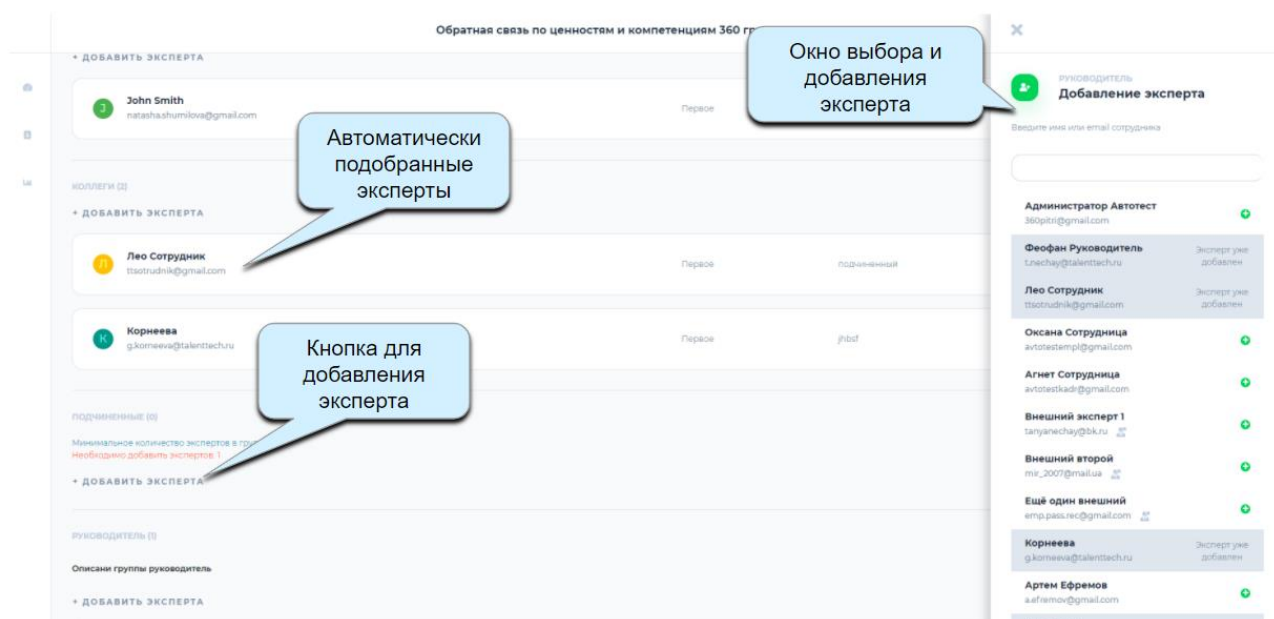 Обратная связь по ценностям и компетенциям 360 гр
+ ДОБАВИТЬ ЭКСПЕРТА
J
John Smith
natasha.shumilova@gmail.com
Первое
Автоматически
подобранные
эксперты
КОЛЛЕГИ (2)
+ ДОБАВИТЬ ЭКСПЕРТА
Л
Лео Сотрудник
ttsotrudnik@gmail.com
Первое
подчиненный
К
Корнеева
g.korneeva@talenttech.ru
Первое
jhbsf
Кнопка для
добавления
эксперта
ПОДЧИНЕННЫЕ (0)
Минимальное количество экспертов в гру
Необходимо добавить экспертов: 1
+ ДОБАВИТЬ ЭКСПЕРТА
РУКОВОДИТЕЛЬ (1)
Описани группы руководитель
+ ДОБАВИТЬ ЭКСПЕРТА
Окно выбора и
добавления
эксперта
РУКОВОДИТЕЛЬ
Добавление эксперта
Введите имя или email сотрудника
Администратор Автотест
360pitri@gmail.com
Феофан Руководитель
t.nechay@talenttech.ru
Эксперт уже
добавлен
Лео Сотрудник
ttsotrudnik@gmail.com
Эксперт уже
добавлен
Оксана Сотрудница
avtotestempl@gmail.com
Агнет Сотрудница
avtotestkadr@gmail.com
Внешний эксперт 1
tanyanechay@bk.ru
Внешний второй
mir_2007@mail.ua
Ещё один внешний
emp.pass.rec@gmail.com
Корнеева
g.korneeva@talenttech.ru
Эксперт уже
добавлен
Артем Ефремов
a.efremov@gmail.com